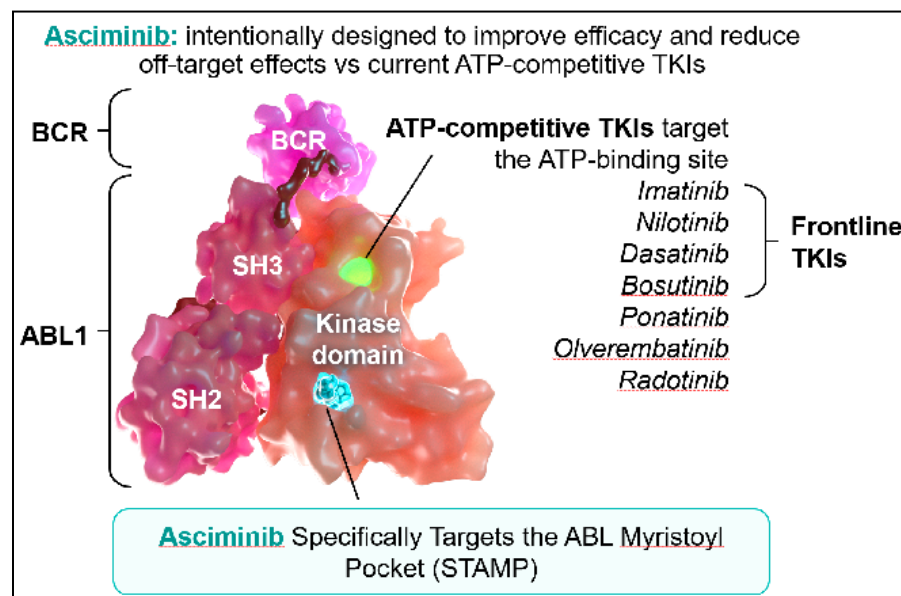 Asciminib: intentionally designed to improve efficacy and reduce
off-target effects vs current ATP-competitive TKIs
BCR
BCR
ATP-competitive TKIs target
the ATP-binding site
Imatinib
Nilotinib
Dasatinib
Bosutinib
Ponatinib
Olverembatinib
Radotinib
Frontline
TKIs
ABL1
SH3
Kinase
domain
SH2
Asciminib Specifically Targets the ABL Myristoyl
Pocket (STAMP)